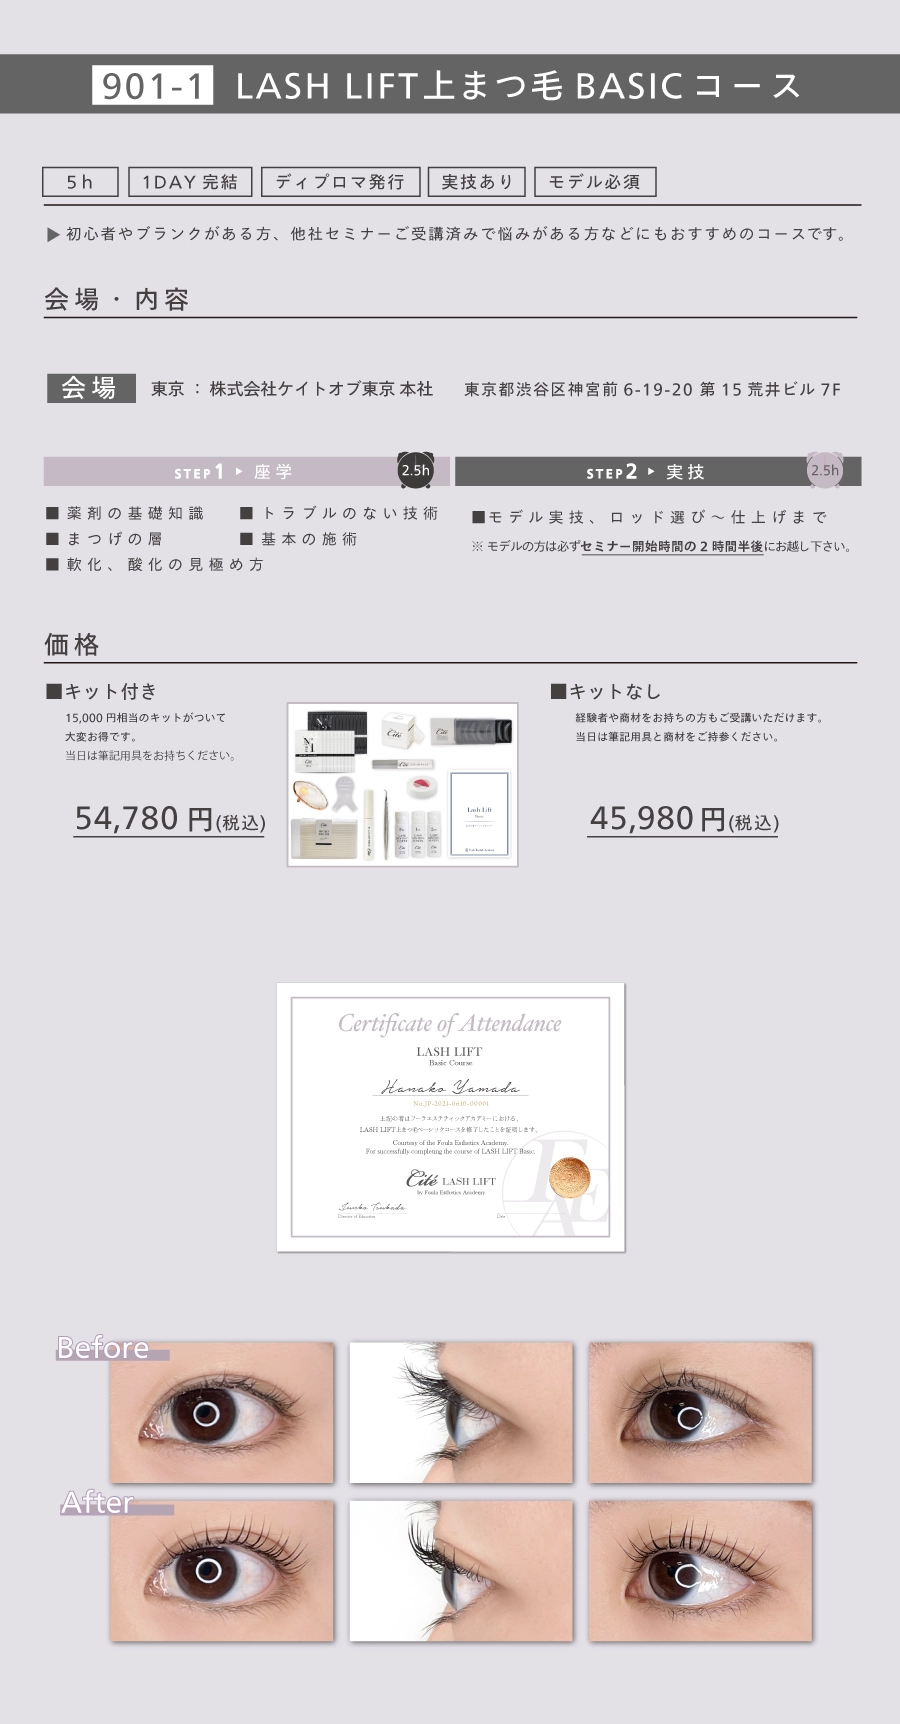 901-1 LASH LIFT上まつ毛 BASIC コース
5h 1DAY 完結 ディプロマ発行 実技あり モデル必須
▶ 初心者やブランクがある方、他社セミナーご受講済みで悩みがある方などにもおすすめのコースです。
会場・内容
会場 東京 : 株式会社ケイトオブ東京 本社 東京都渋谷区神宮前 6-19-20 第 15 荒井ビル 7F
STEP1 ▶ 座学 2.5h
■ 薬剤の基礎知識 ■ トラブルのない技術
■ まつげの層 ■ 基本の施術
■ 軟化、酸化の見極め方
STEP2 ▶ 実技 2.5h
■モデル実技、ロッド選び～仕上げまで
※ モデルの方は必ずセミナー開始時間の 2 時間半後にお越し下さい。
価格
■キット付き
15,000 円相当のキットがついて
大変お得です。
当日は筆記用具をお持ちください。
54,780 円(税込)
Cité
Lash Lift
■キットなし
経験者や商材をお持ちの方もご受講いただけます。
当日は筆記用具と商材をご持参ください。
45,980 円(税込)
Certificate of Attendance
LASH LIFT
Basic Course
Hanako Yamada
No.JP-2021-0610-00001
上記の者はフーラエステティックアカデミーにおける、
LASH LIFT上まつ毛ベーシックコースを修了したことを証明します。
Courtesy of the Foula Esthetics Academy.
For successfully completing the course of LASH LIFT Basic.
Cité LASH LIFT
by Foula Esthetics Academy
Junko Tsukada
Director of Education
Date
Before
After